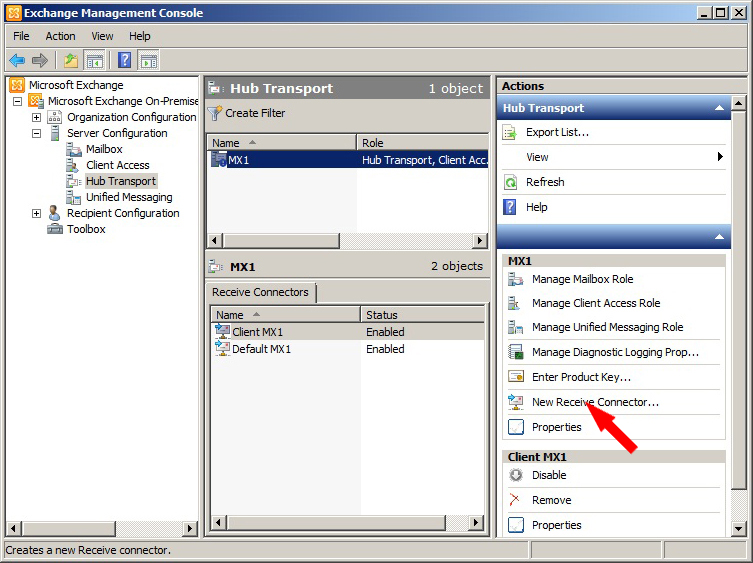 Exchange Management Console
File Action View Help
Microsoft Exchange
Microsoft Exchange On-Premise
Organization Configuration
Server Configuration
Mailbox
Client Access
Hub Transport
Unified Messaging
Recipient Configuration
Toolbox
Hub Transport 1 object
Create Filter
Name Role
MX1 Hub Transport, Client Acc...
MX1 2 objects
Receive Connectors
Name Status
Client MX1 Enabled
Default MX1 Enabled
Actions
Hub Transport
Export List...
View
Refresh
Help
MX1
Manage Mailbox Role
Manage Client Access Role
Manage Unified Messaging Role
Manage Diagnostic Logging Prop...
Enter Product Key...
New Receive Connector...
Properties
Client MX1
Disable
Remove
Properties
Creates a new Receive connector.